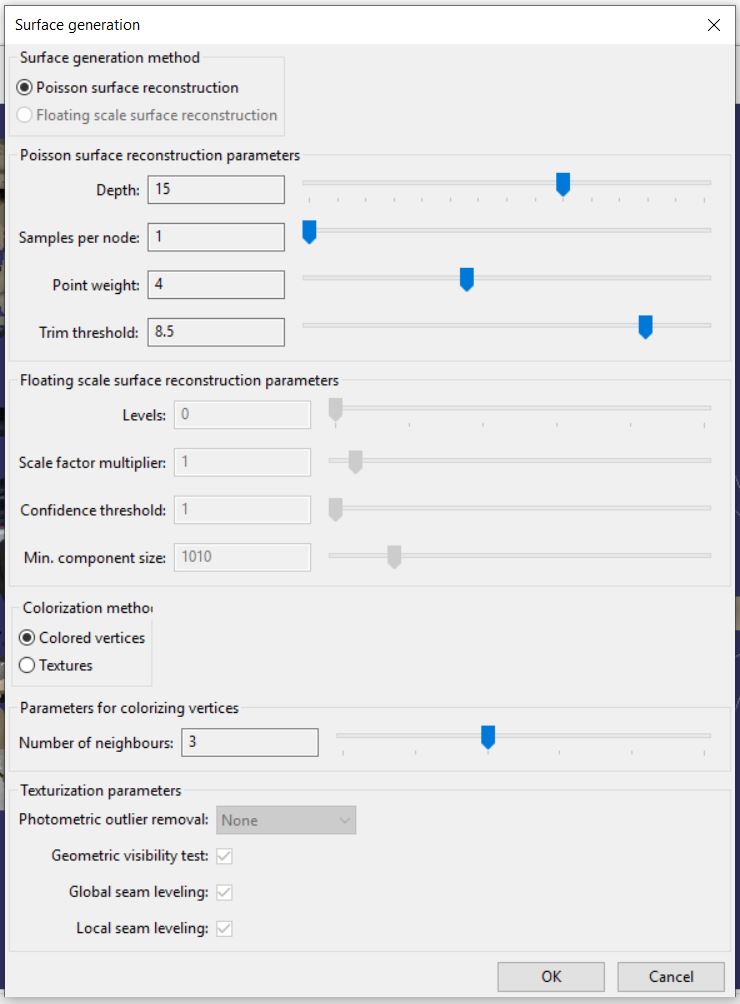 Surface generation
Surface generation method
Poisson surface reconstruction
Floating scale surface reconstruction
Poisson surface reconstruction parameters
Depth: 15
Samples per node: 1
Point weight: 4
Trim threshold: 8.5
Floating scale surface reconstruction parameters
Levels: 0
Scale factor multiplier: 1
Confidence threshold: 1
Min. component size: 1010
Colorization metho
Colored vertices
Textures
Parameters for colorizing vertices
Number of neighbours: 3
Texturization parameters
Photometric outlier removal: None
Geometric visibility test:
Global seam leveling:
Local seam leveling:
OK Cancel